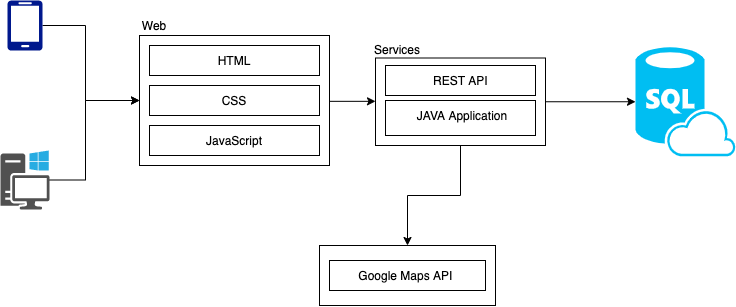 Web
HTML
CSS
JavaScript
Services
REST API
JAVA Application
SQL
Google Maps API